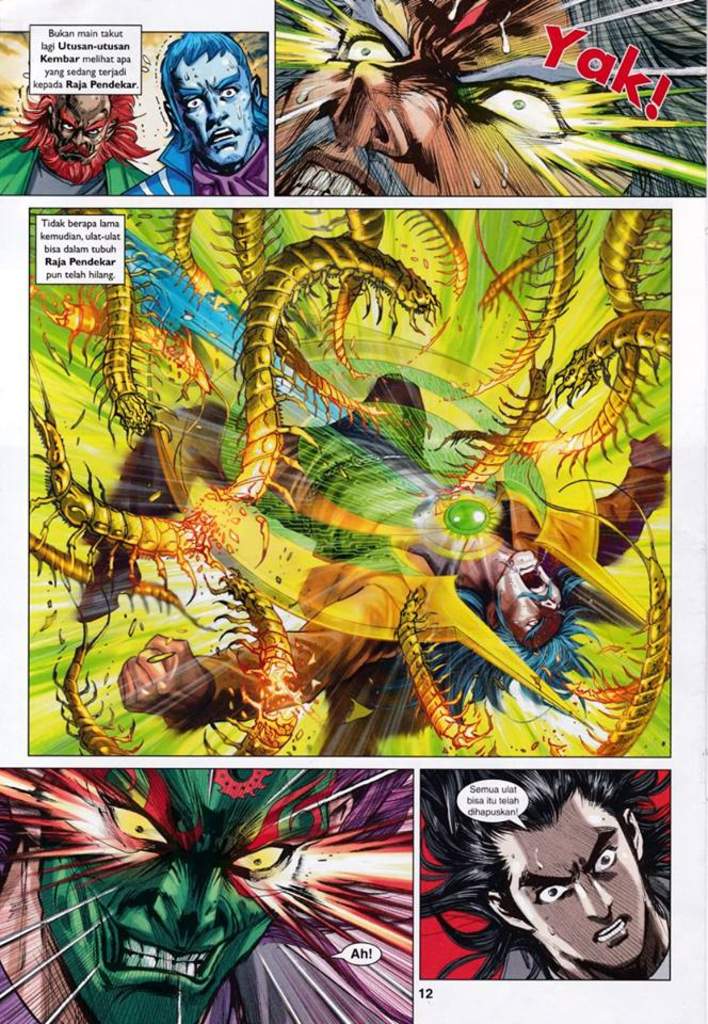 Bukan main takut
lagi Utusan-utusan
Kembar melihat apa
yang sedang terjadi
kepada Raja Pendekar.
Yak!
Tidak berapa lama
kemudian, ulat-ulat
bisa dalam tubuh
Raja Pendekar
pun telah hilang.
Ah!
Semua ulat
bisa itu telah
dihapuskan!
12